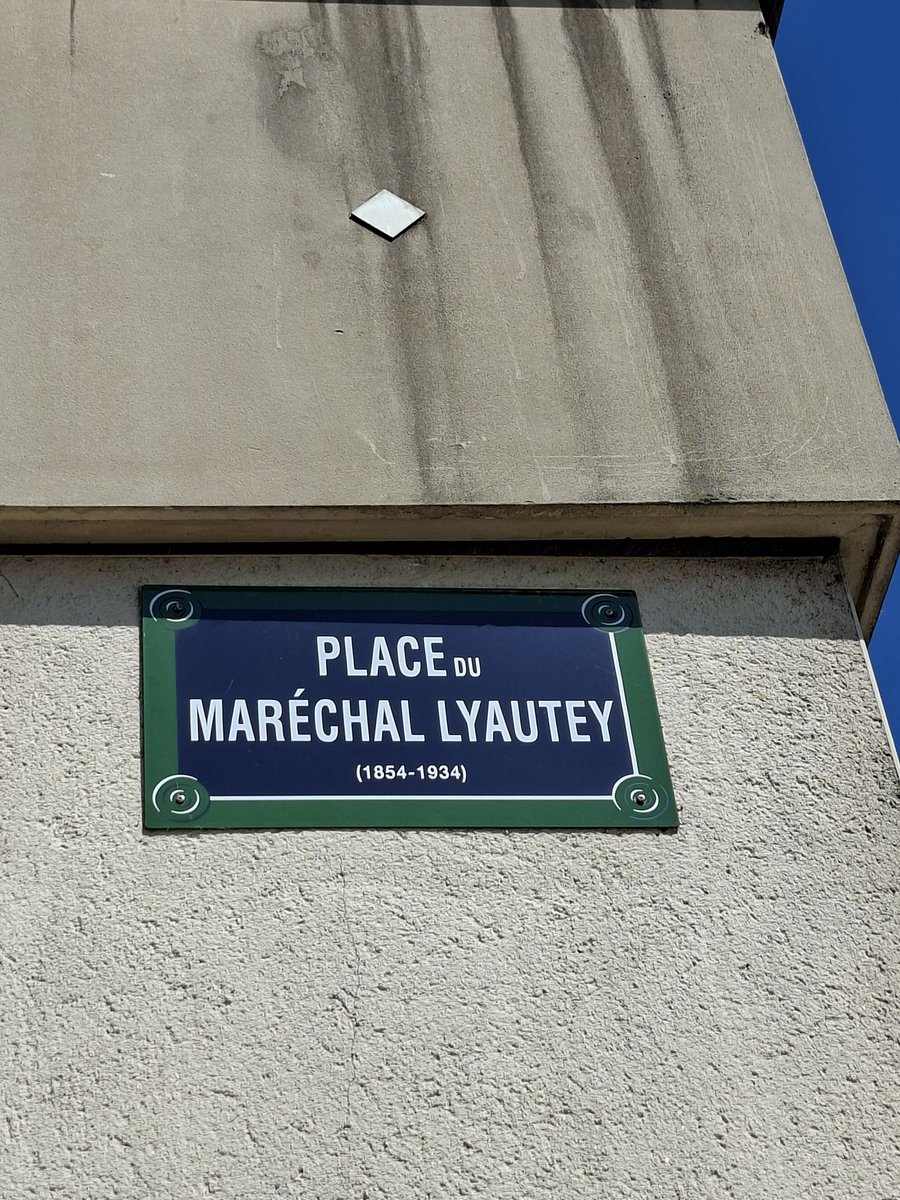 PLACE DU
MARÉCHAL LYAUTEY
(1854-1934)